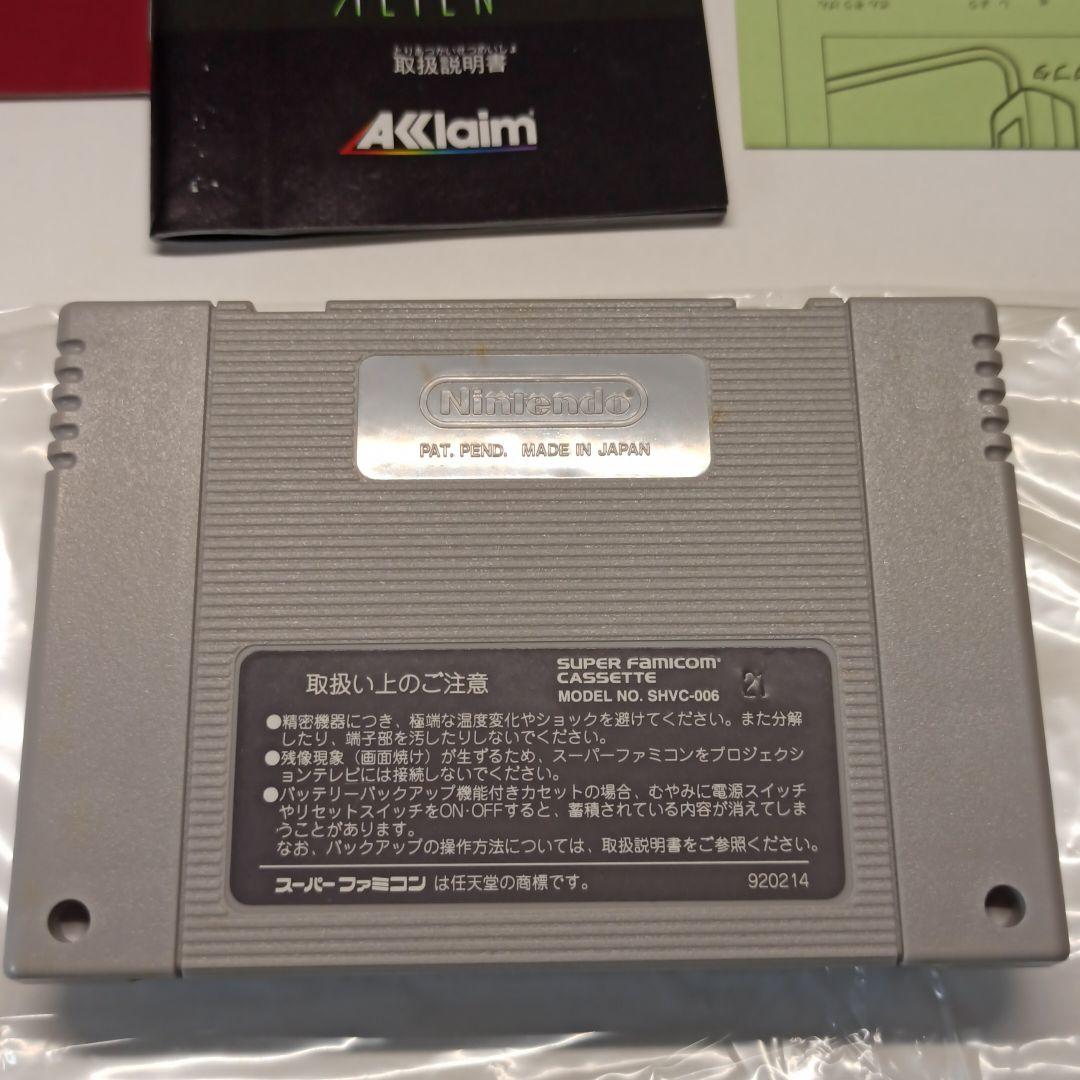 ALIEN
とりあつかいせつめいしょ
取扱説明書
AKklaim
Nintendo
PAT. PEND. MADE IN JAPAN
取扱い上のご注意
SUPER FAMICOM
CASSETTE
MODEL NO. SHVC-006
21
●精密機器につき、極端な温度変化やショックを避けてください。また分解
したり、端子部を汚したりしないでください。
●残像現象(画面焼け)が生ずるため、スーパーファミコンをプロジェクシ
ョンテレビには接続しないでください。
●バッテリーバックアップ機能付きカセットの場合、むやみに電源スイッチ
やリセットスイッチをON·OFFすると、蓄積されている内容が消えてしま
うことがあります。
なお、バックアップの操作方法については、取扱説明書をご参照ください。
スーパーファミコン は任天堂の商標です。
920214